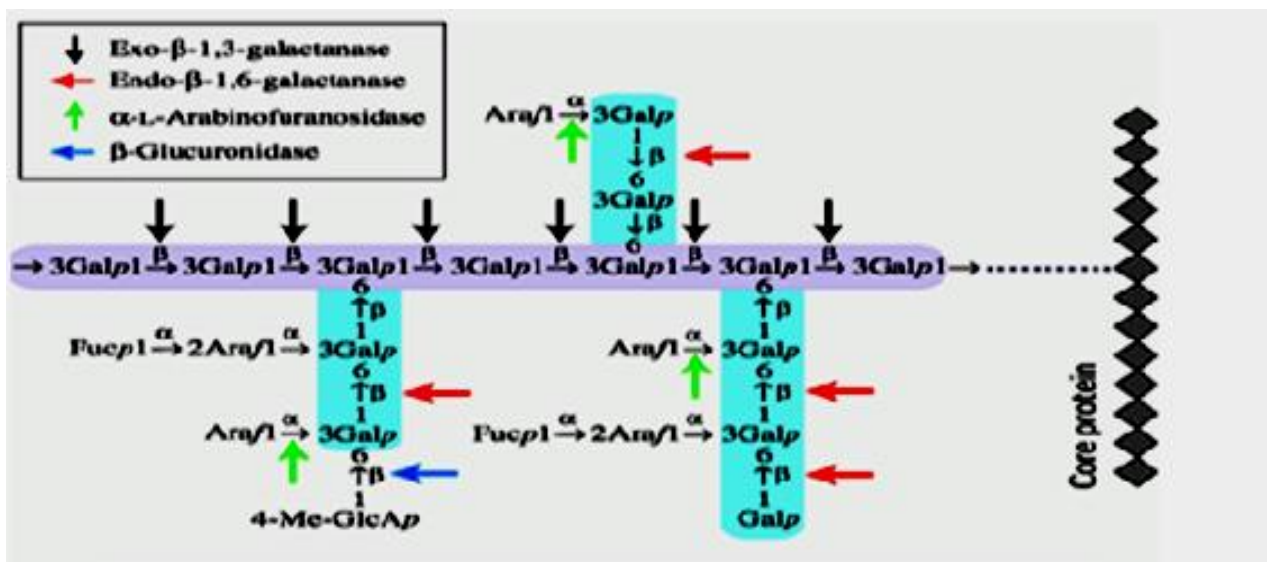 Exo-β-1,3-galactanase
Endo-β-1,6-galactanase
α-L-Arabinofuranosidase
β-Glucuronidase
Araf1 α→ 3Galp
1
↓ β
6
3Galp
↓ β
6
→ 3Galp1 β→ 3Galp1 β→ 3Galp1 β→ 3Galp1 β→ 3Galp1 β→ 3Galp1 β→ 3Galp1 →
6 6
↑ β ↑ β
1 1
Fucp1 α→ 2Araf1 α→ 3Galp Araf1 α→ 3Galp
6 6
↑ β ↑ β
1 1
Araf1 α→ 3Galp Fucp1 α→ 2Araf1 α→ 3Galp
6 6
↑ β ↑ β
1 1
4-Me-GlcAp Galp
Core protein